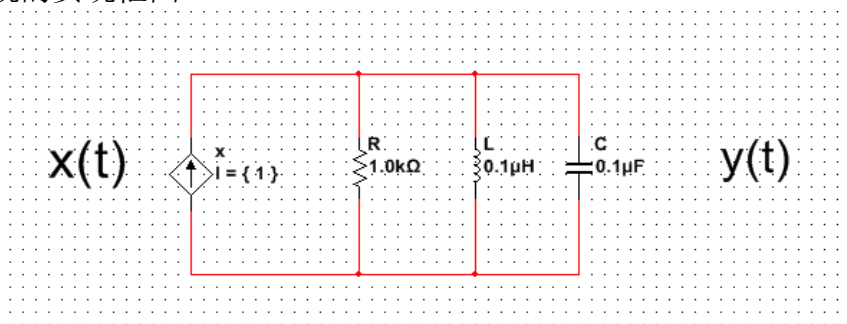 x(t)
x
I = { 1 }
R
1.0kΩ
L
0.1µH
C
0.1µF
y(t)